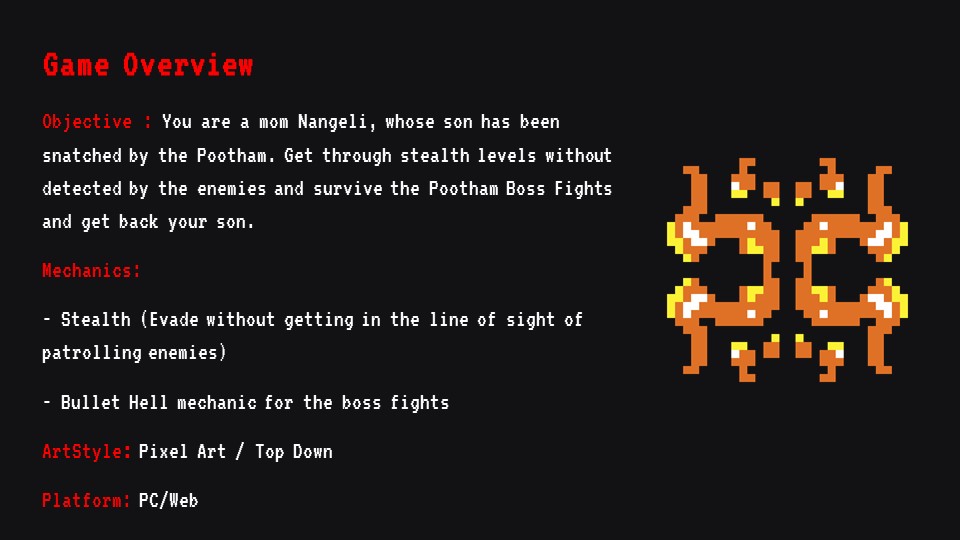 Game Overview
Objective : You are a mom Nangeli, whose son has been
snatched by the Pootham. Get through stealth levels without
detected by the enemies and survive the Pootham Boss Fights
and get back your son.
Mechanics:
- Stealth (Evade without getting in the line of sight of
patrolling enemies)
- Bullet Hell mechanic for the boss fights
ArtStyle: Pixel Art / Top Down
Platform: PC/Web